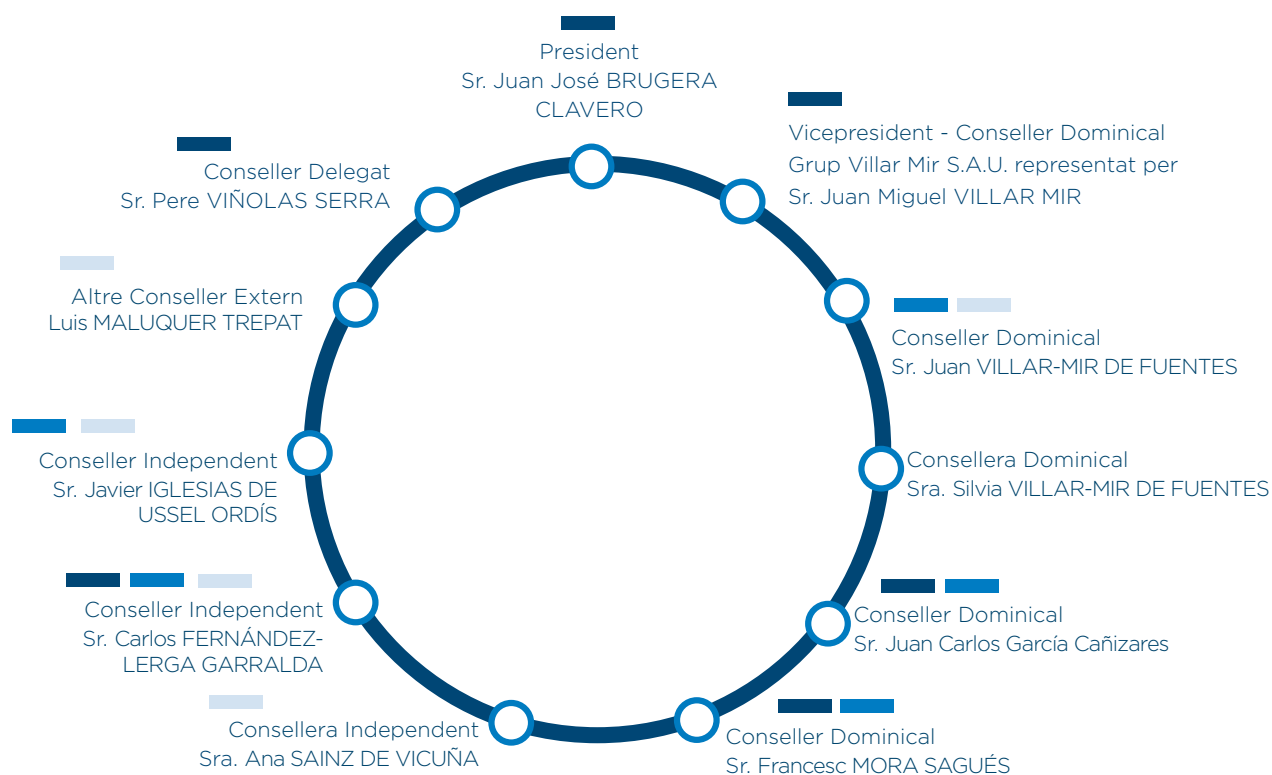 President
Sr. Juan José BRUGERA
CLAVERO
Vicepresident - Conseller Dominical
Grup Villar Mir S.A.U. representat per
Sr. Juan Miguel VILLAR MIR
Conseller Delegat
Sr. Pere VIÑOLAS SERRA
Altre Conseller Extern
Luis MALUQUER TREPAT
Conseller Dominical
Sr. Juan VILLAR-MIR DE FUENTES
Conseller Independent
Sr. Javier IGLESIAS DE
USSEL ORDÍS
Consellera Dominical
Sra. Silvia VILLAR-MIR DE FUENTES
Conseller Independent
Sr. Carlos FERNÁNDEZ-
LERGA GARRALDA
Conseller Dominical
Sr. Juan Carlos García Cañizares
Consellera Independent
Sra. Ana SAINZ DE VICUÑA
Conseller Dominical
Sr. Francesc MORA SAGUÉS